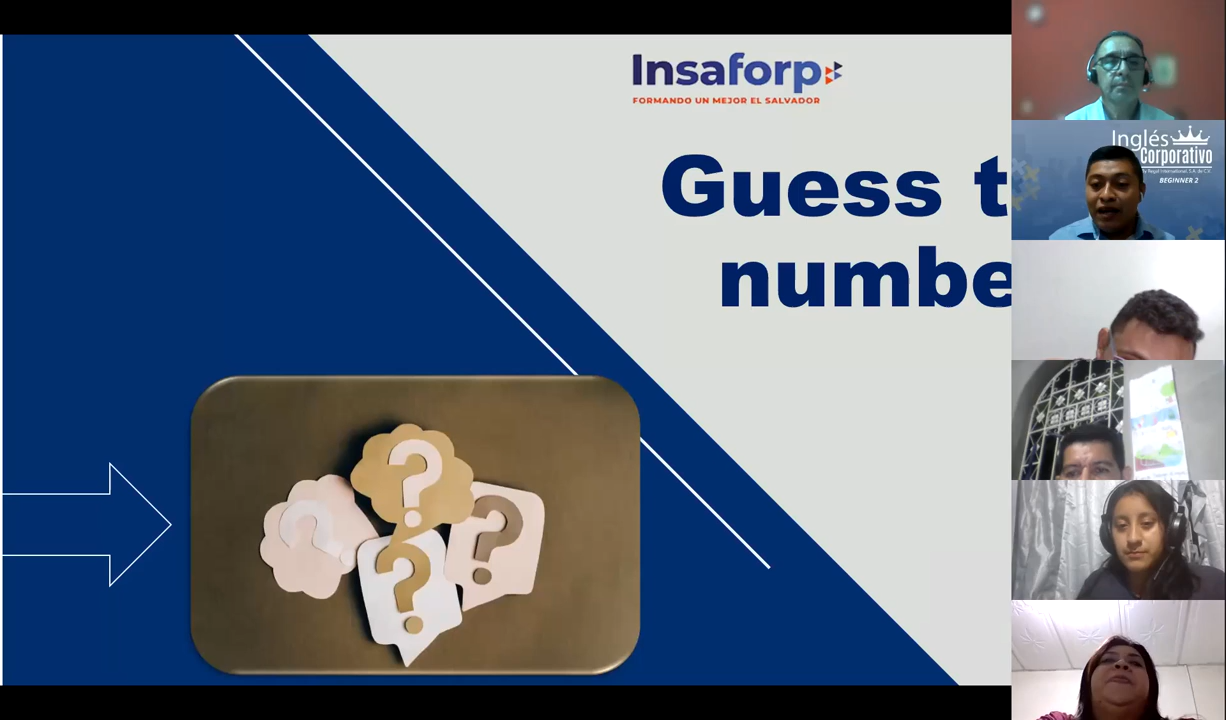 Insaforp
FORMANDO UN MEJOR EL SALVADOR
Guess t
numbe
Inglés
Corporativo
BEGINNER 2